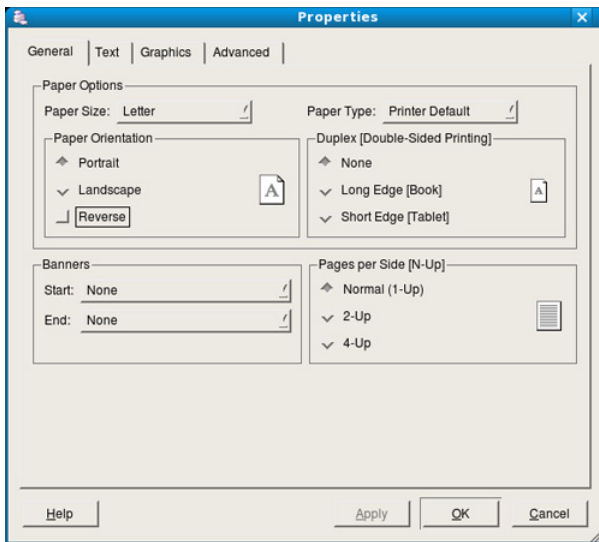 Properties
General Text Graphics Advanced
Paper Options
Paper Size: Letter Paper Type: Printer Default
Paper Orientation Duplex [Double-Sided Printing]
Portrait None
Landscape A Long Edge [Book] A
Reverse Short Edge [Tablet]
Banners Pages per Side [N-Up]
Start: None Normal (1-Up)
End: None 2-Up
4-Up
Help Apply OK Cancel